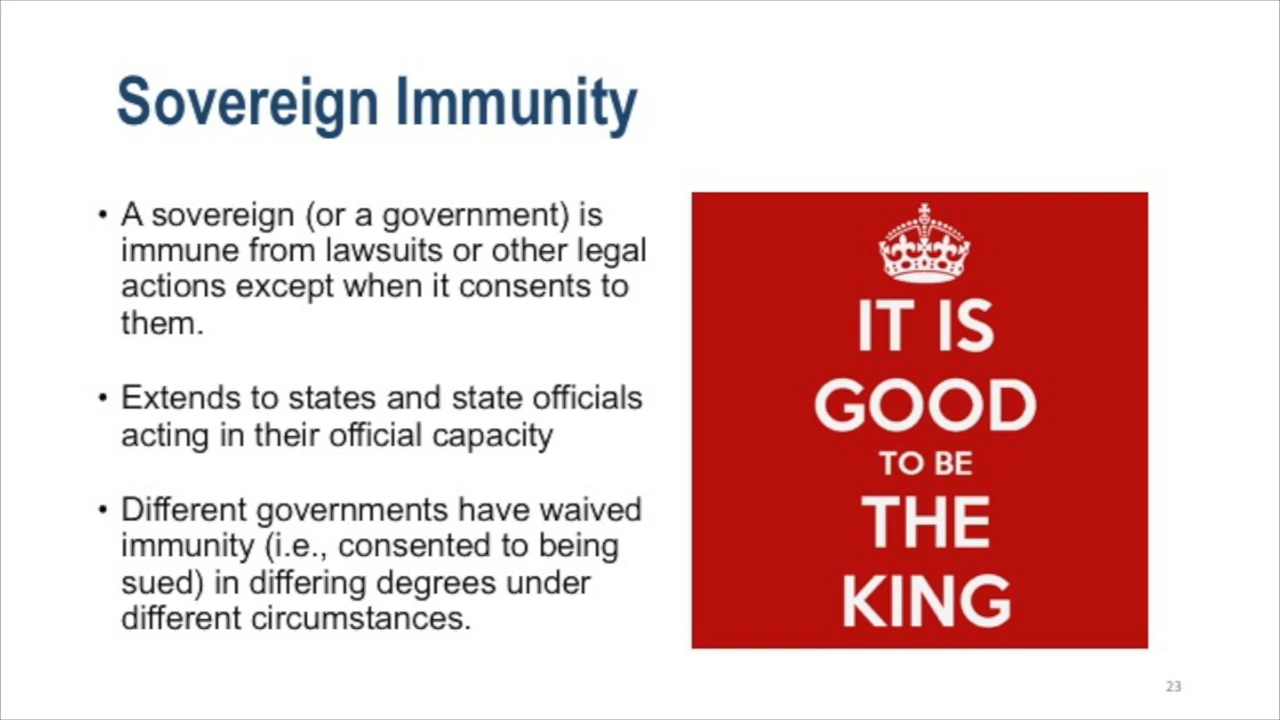 Sovereign Immunity
• A sovereign (or a government) is
immune from lawsuits or other legal
actions except when it consents to
them.
• Extends to states and state officials
acting in their official capacity
• Different governments have waived
immunity (i.e., consented to being
sued) in differing degrees under
different circumstances.
IT IS
GOOD
TO BE
THE
KING
23